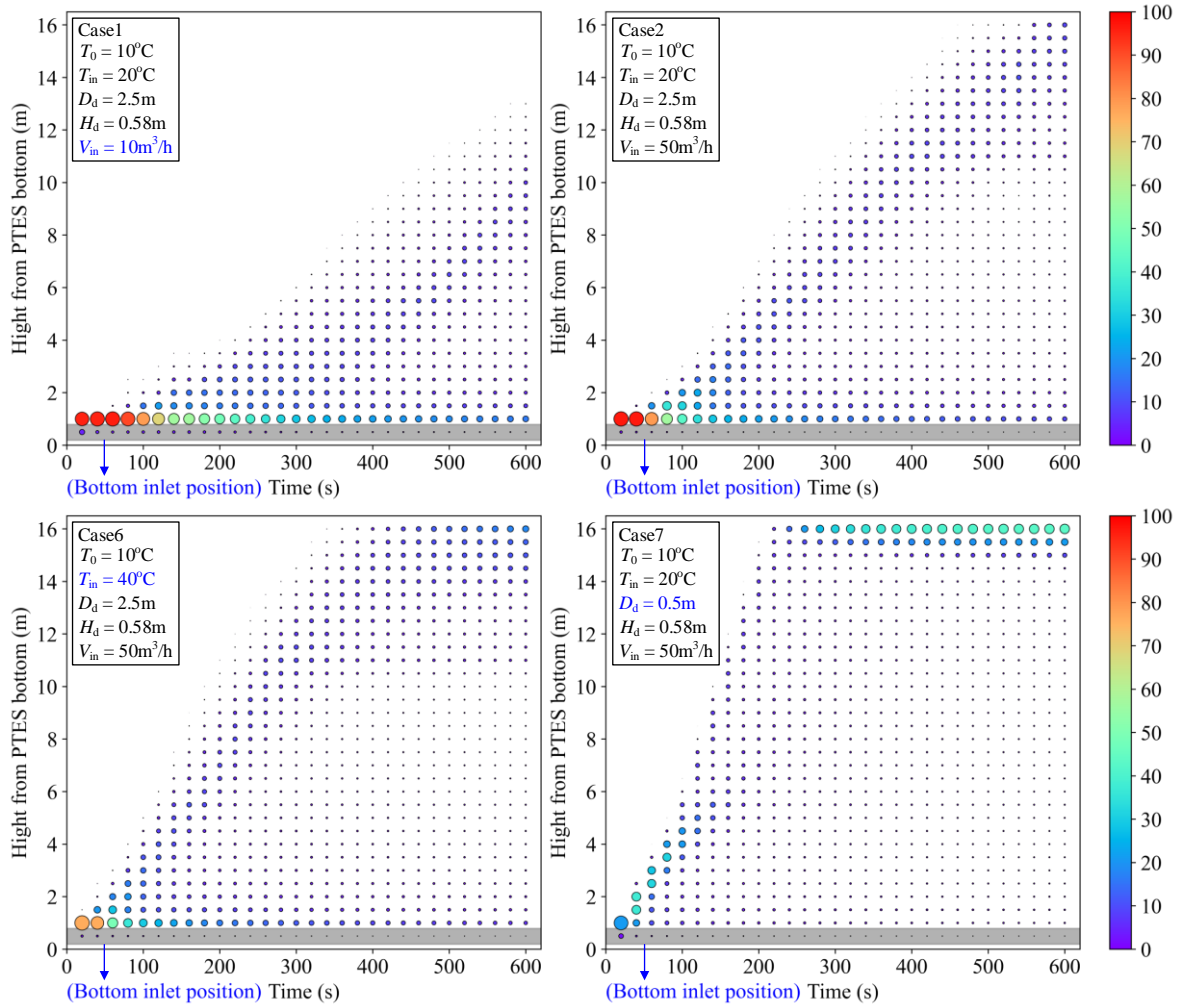 Case1
T₀ = 10°C
Tᵢₙ = 20°C
D_d = 2.5m
H_d = 0.58m
Vᵢₙ = 10m³/h
Hight from PTES bottom (m)
16
14
12
10
8
6
4
2
0
0 100 200 300 400 500 600
(Bottom inlet position) Time (s)
Case2
T₀ = 10°C
Tᵢₙ = 20°C
D_d = 2.5m
H_d = 0.58m
Vᵢₙ = 50m³/h
Hight from PTES bottom (m)
16
14
12
10
8
6
4
2
0
0 100 200 300 400 500 600
(Bottom inlet position) Time (s)
100
90
80
70
60
50
40
30
20
10
0
Case6
T₀ = 10°C
Tᵢₙ = 40°C
D_d = 2.5m
H_d = 0.58m
Vᵢₙ = 50m³/h
Hight from PTES bottom (m)
16
14
12
10
8
6
4
2
0
0 100 200 300 400 500 600
(Bottom inlet position) Time (s)
Case7
T₀ = 10°C
Tᵢₙ = 20°C
D_d = 0.5m
H_d = 0.58m
Vᵢₙ = 50m³/h
Hight from PTES bottom (m)
16
14
12
10
8
6
4
2
0
0 100 200 300 400 500 600
(Bottom inlet position) Time (s)
100
90
80
70
60
50
40
30
20
10
0